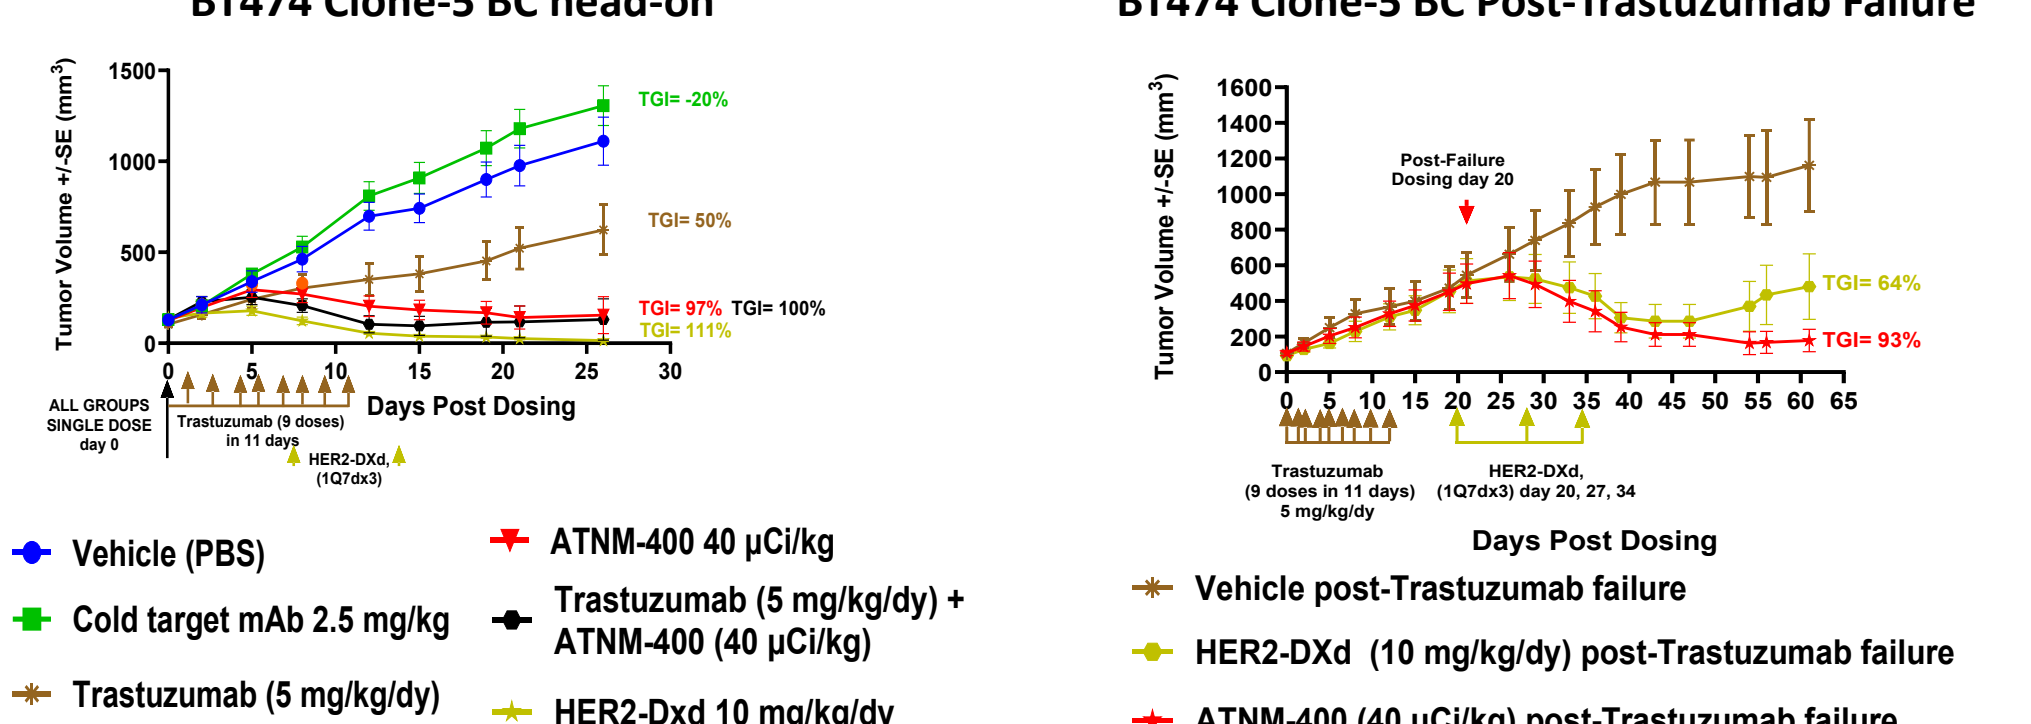 BT474 Clone-5 BC head-on
Tumor Volume +/-SE (mm³)
1500
1000
500
0
0
5
10
15
20
25
30
TGI= -20%
TGI= 50%
TGI= 97% TGI= 100%
TGI= 111%
Days Post Dosing
ALL GROUPS
SINGLE DOSE
day 0
Trastuzumab (9 doses)
in 11 days
HER2-DXd,
(1Q7dx3)
Vehicle (PBS)
Cold target mAb 2.5 mg/kg
Trastuzumab (5 mg/kg/dy)
ATNM-400 40 µCi/kg
Trastuzumab (5 mg/kg/dy) +
ATNM-400 (40 µCi/kg)
HER2-Dxd 10 mg/kg/dy
BT474 Clone-5 BC Post-Trastuzumab Failure
Tumor Volume +/-SE (mm³)
1600
1400
1200
1000
800
600
400
200
0
0
5
10
15
20
25
30
35
40
45
50
55
60
65
Post-Failure
Dosing day 20
TGI= 64%
TGI= 93%
Trastuzumab
(9 doses in 11 days)
5 mg/kg/dy
HER2-DXd,
(1Q7dx3) day 20, 27, 34
Days Post Dosing
Vehicle post-Trastuzumab failure
HER2-DXd (10 mg/kg/dy) post-Trastuzumab failure
ATNM-400 (40 µCi/kg) post-Trastuzumab failure